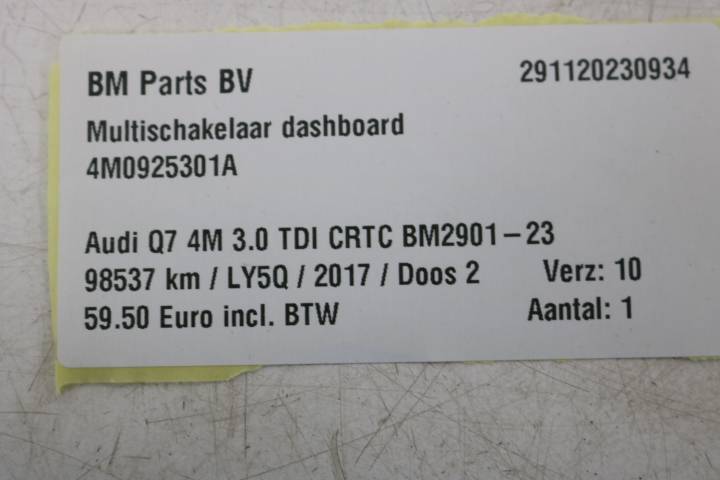 BM Parts BV 291120230934
Multischakelaar dashboard
4M0925301A
Audi Q7 4M 3.0 TDI CRTC BM2901-23
98537 km / LY5Q / 2017 / Doos 2 Verz: 10
59.50 Euro incl. BTW Aantal: 1